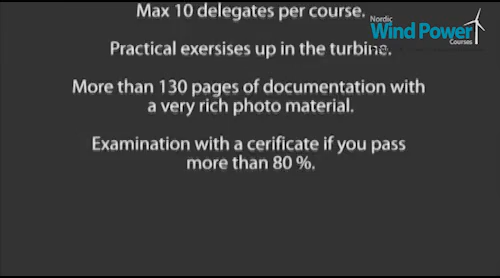 Max 10 delegates per course.
Nordic
Wind Power
Courses
Practical exersises up in the turbine.
More than 130 pages of documentation with
a very rich photo material.
Examination with a cerificate if you pass
more than 80 %.